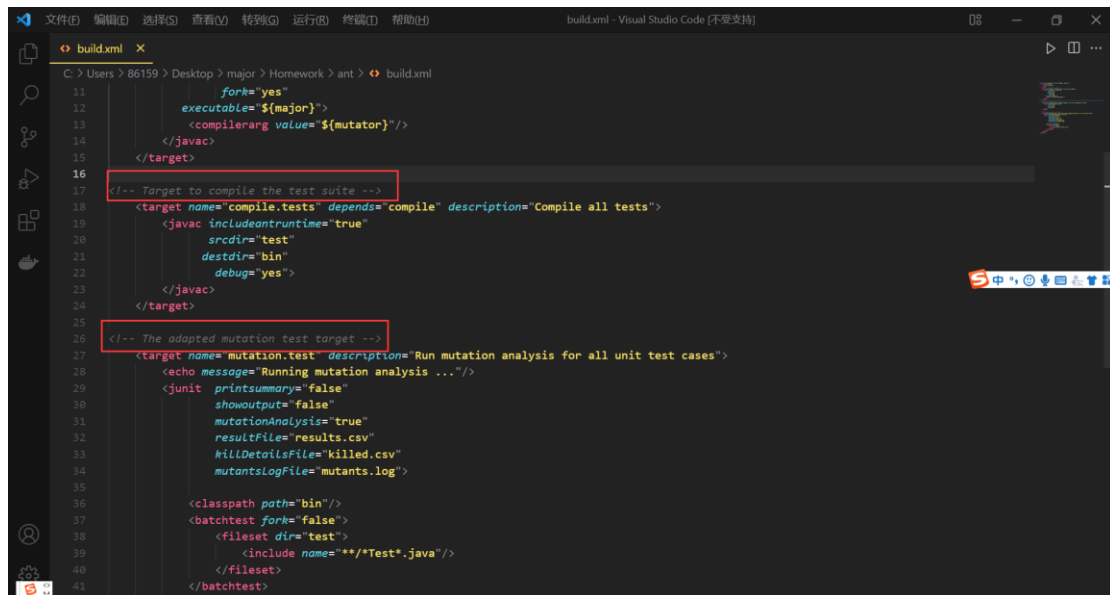 文件(F) 编辑(E) 选择(S) 查看(V) 转到(G) 运行(R) 终端(T) 帮助(H) build.xml - Visual Studio Code [不受支持]
build.xml
C: > Users > 86159 > Desktop > major > Homework > ant > build.xml
11 fork="yes"
12 executable="${major}">
13 <compilerarg value="${mutator}"/>
14 </javac>
15 </target>
16
17 <!-- Target to compile the test suite -->
18 <target name="compile.tests" depends="compile" description="Compile all tests">
19 <javac includeantruntime="true"
20 srcdir="test"
21 destdir="bin"
22 debug="yes">
23 </javac>
24 </target>
25
26 <!-- The adapted mutation test target -->
27 <target name="mutation.test" description="Run mutation analysis for all unit test cases">
28 <echo message="Running mutation analysis ..."/>
29 <junit printsummary="false"
30 showoutput="false"
31 mutationAnalysis="true"
32 resultFile="results.csv"
33 killDetailsFile="killed.csv"
34 mutantsLogFile="mutants.log">
35
36 <classpath path="bin"/>
37 <batchtest fork="false">
38 <fileset dir="test">
39 <include name="**/*Test*.java"/>
40 </fileset>
41 </batchtest>
中